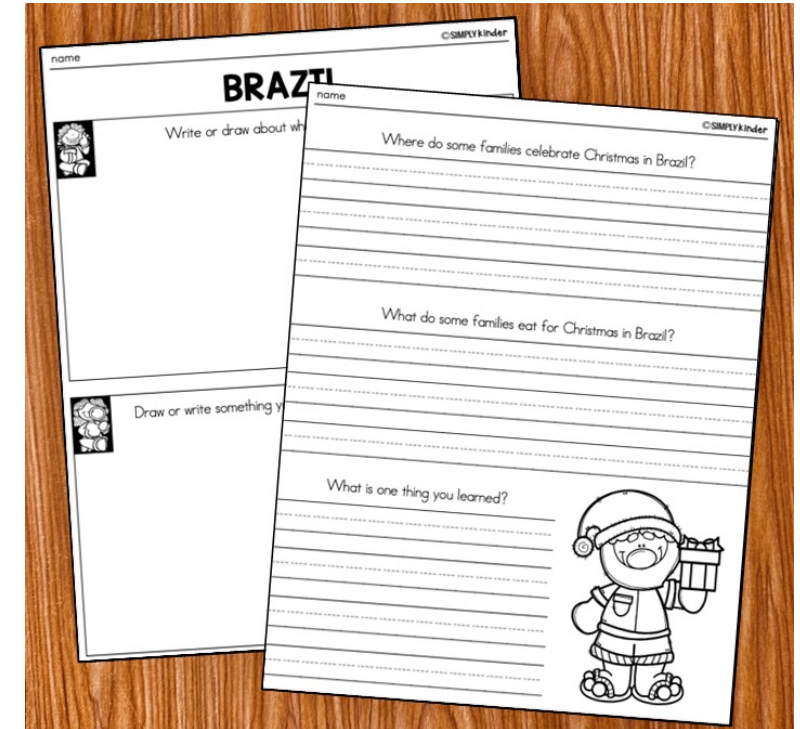 name
©SIMPLYkinder
BRAZIL
Write or draw about
Draw or write something
name
©SIMPLYkinder
Where do some families celebrate Christmas in Brazil?
What do some families eat for Christmas in Brazil?
What is one thing you learned?